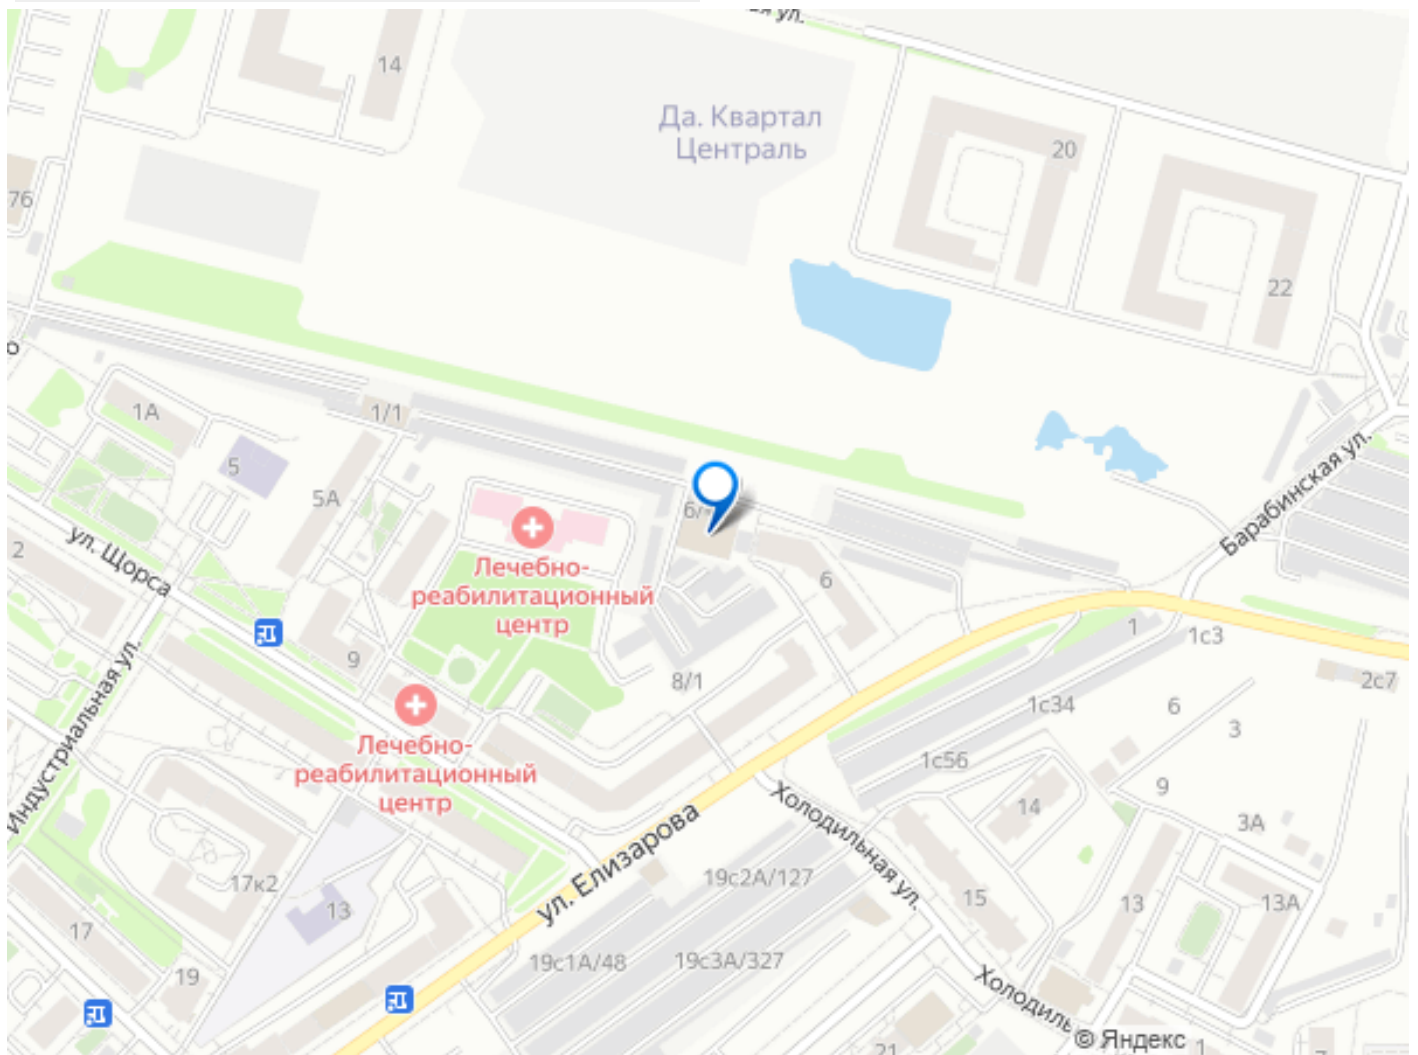 ая ул.
14
Да. Квартал
Централь
20
76
22
1А
1/1
5
5А
Барабинская ул.
6/
2
ул. Щорса
Лечебно-
реабилитационный
центр
6
1
1с3
9
8/1
2с7
Индустриальная ул.
1с34
6
3
Лечебно-
реабилитационный
центр
1с56
9
14
3А
Холодильная ул.
ул. Елизарова
17к2
19с2А/127
15
13
13
13А
17
19
19с1А/48
19с3А/327
Холодиль
21
1
© Яндекс